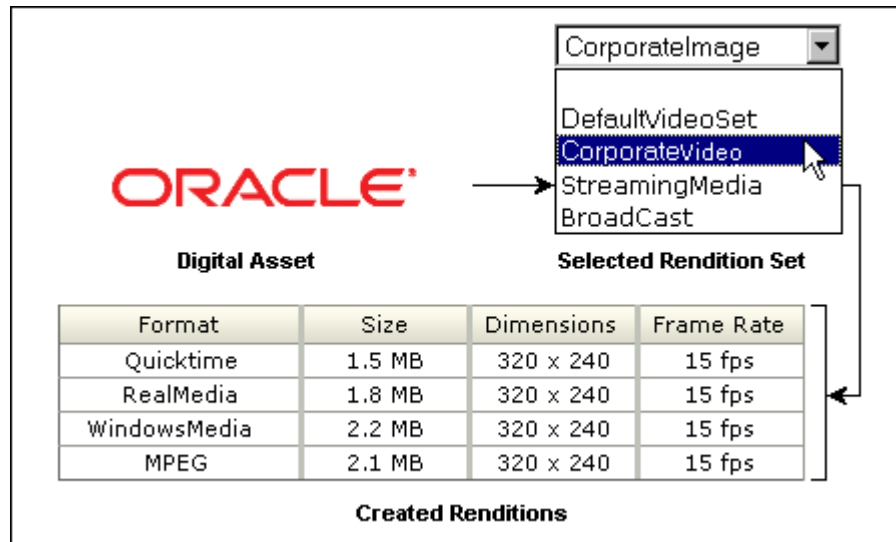 CorporateImage
DefaultVideoSet
CorporateVideo
StreamingMedia
BroadCast
ORACLE
Digital Asset
Selected Rendition Set
Format Size Dimensions Frame Rate
Quicktime 1.5 MB 320 x 240 15 fps
RealMedia 1.8 MB 320 x 240 15 fps
WindowsMedia 2.2 MB 320 x 240 15 fps
MPEG 2.1 MB 320 x 240 15 fps
Created Renditions